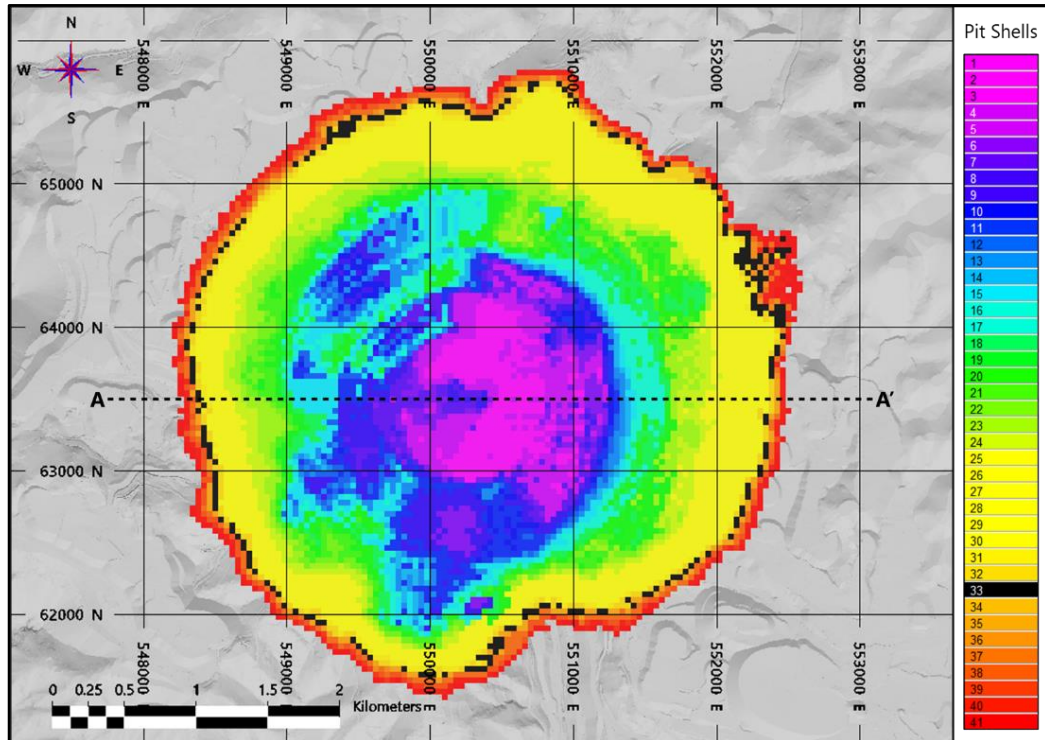 N
W E
S
548000 E
549000 E
550000 E
551000 E
552000 E
553000 E
65000 N
64000 N
A A'
63000 N
62000 N
548000 E
549000 E
550000 E
551000 E
552000 E
553000 E
0 0.25 0.5 1 1.5 2
Kilometers
Pit Shells
1
2
3
4
5
6
7
8
9
10
11
12
13
14
15
16
17
18
19
20
21
22
23
24
25
26
27
28
29
30
31
32
33
34
35
36
37
38
39
40
41